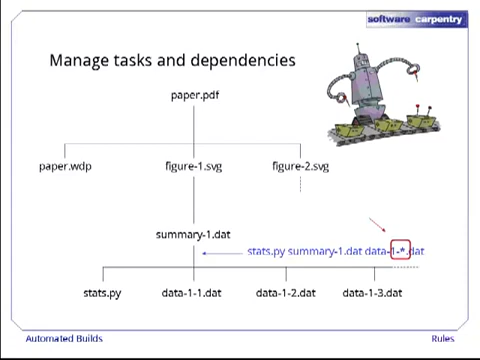 software carpentry
Manage tasks and dependencies
paper.pdf
paper.wdp figure-1.svg figure-2.svg
summary-1.dat
stats.py summary-1.dat data-1-*.dat
stats.py data-1-1.dat data-1-2.dat data-1-3.dat
Automated Builds Rules